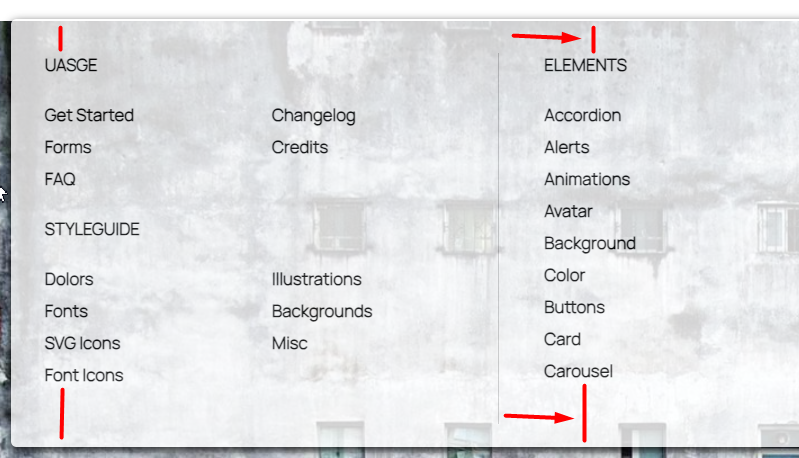 UASGE
Get Started
Forms
FAQ
Changelog
Credits
STYLEGUIDE
Dolors
Fonts
SVG Icons
Font Icons
Illustrations
Backgrounds
Misc
ELEMENTS
Accordion
Alerts
Animations
Avatar
Background
Color
Buttons
Card
Carousel